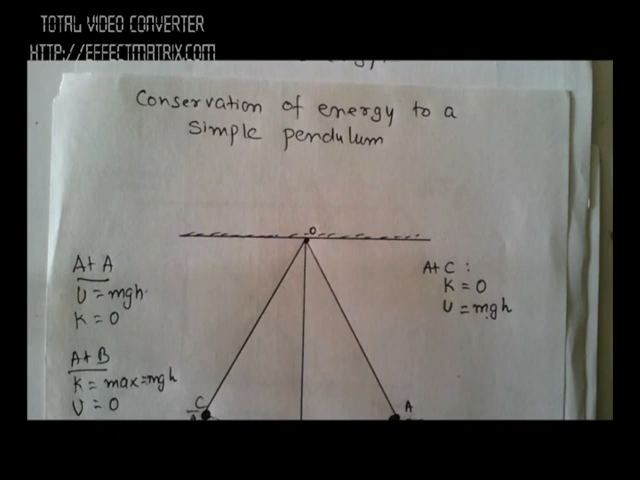 TOTAL VIDEO CONVERTER
HTTP://EFFECTMATRIX.COM
Conservation of energy to a
simple pendulum
O
At A
U = mgh
K = 0
At C :
K = 0
U = mgh
At B
K = max = mgh
U = 0
C
A